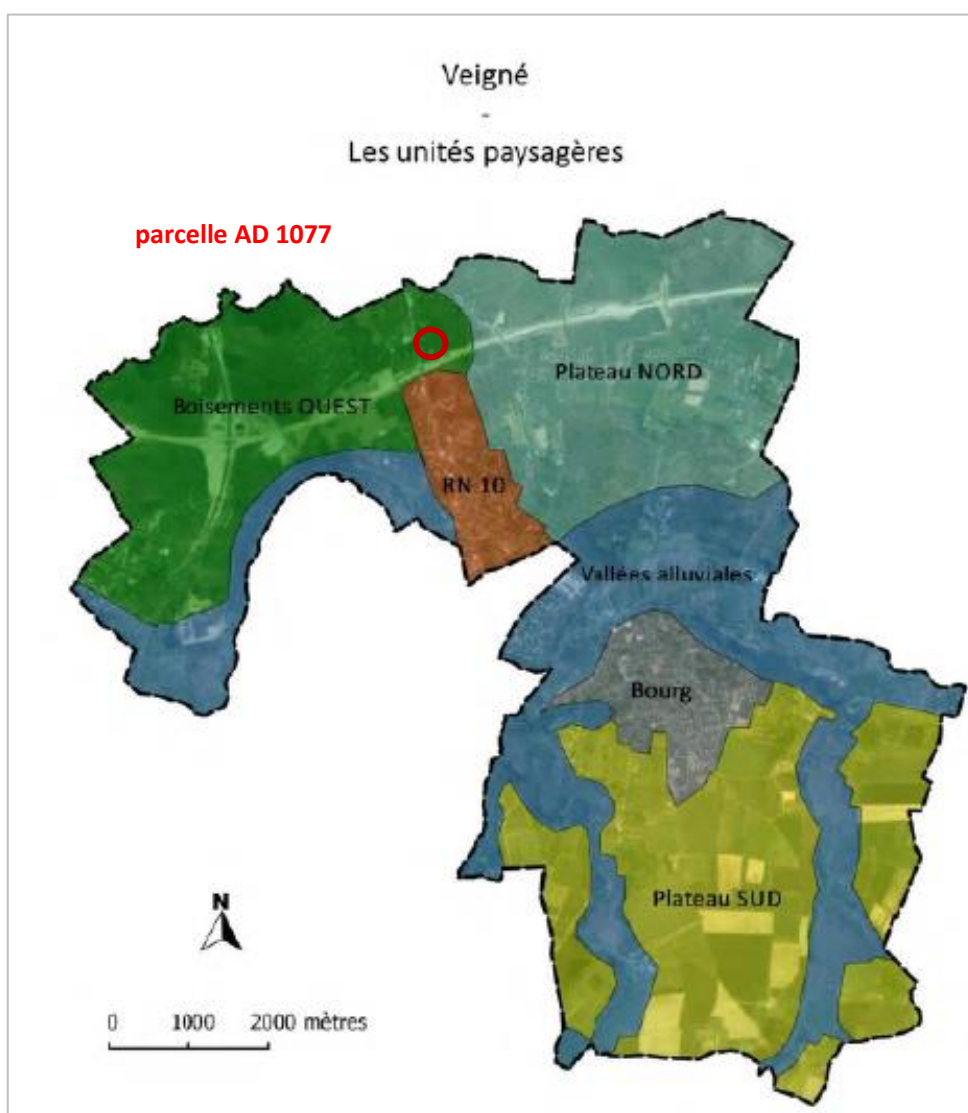 Veigné
-
Les unités paysagères
parcelle AD 1077
Plateau NORD
Boisements OUEST
RN 10
Vallées alluviales
Bourg
Plateau SUD
N
0 1000 2000 mètres